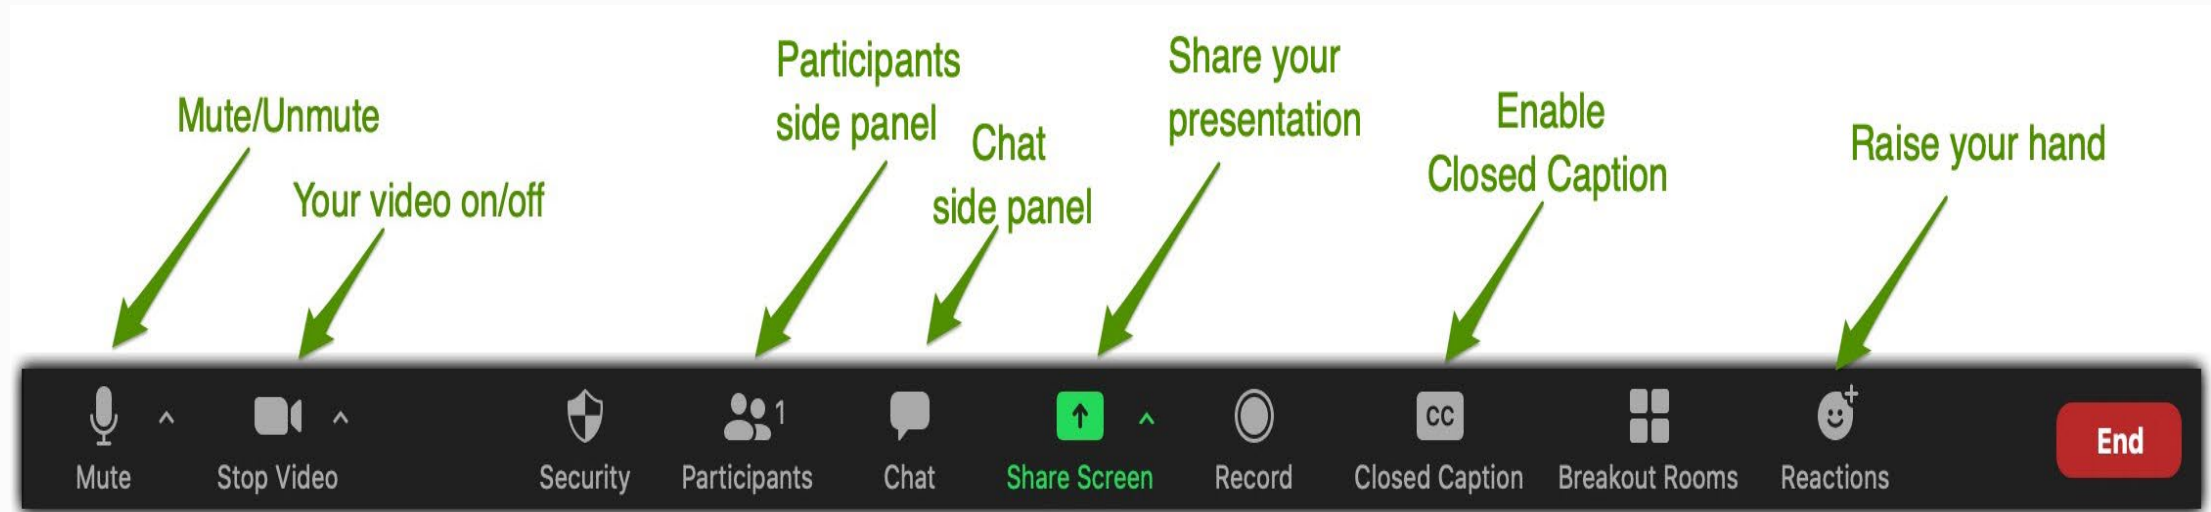 Mute/Unmute
Your video on/off
Participants
side panel
Chat
side panel
Share your
presentation
Enable
Closed Caption
Raise your hand
1
CC
Mute
Stop Video
Security
Participants
Chat
Share Screen
Record
Closed Caption
Breakout Rooms
Reactions
End